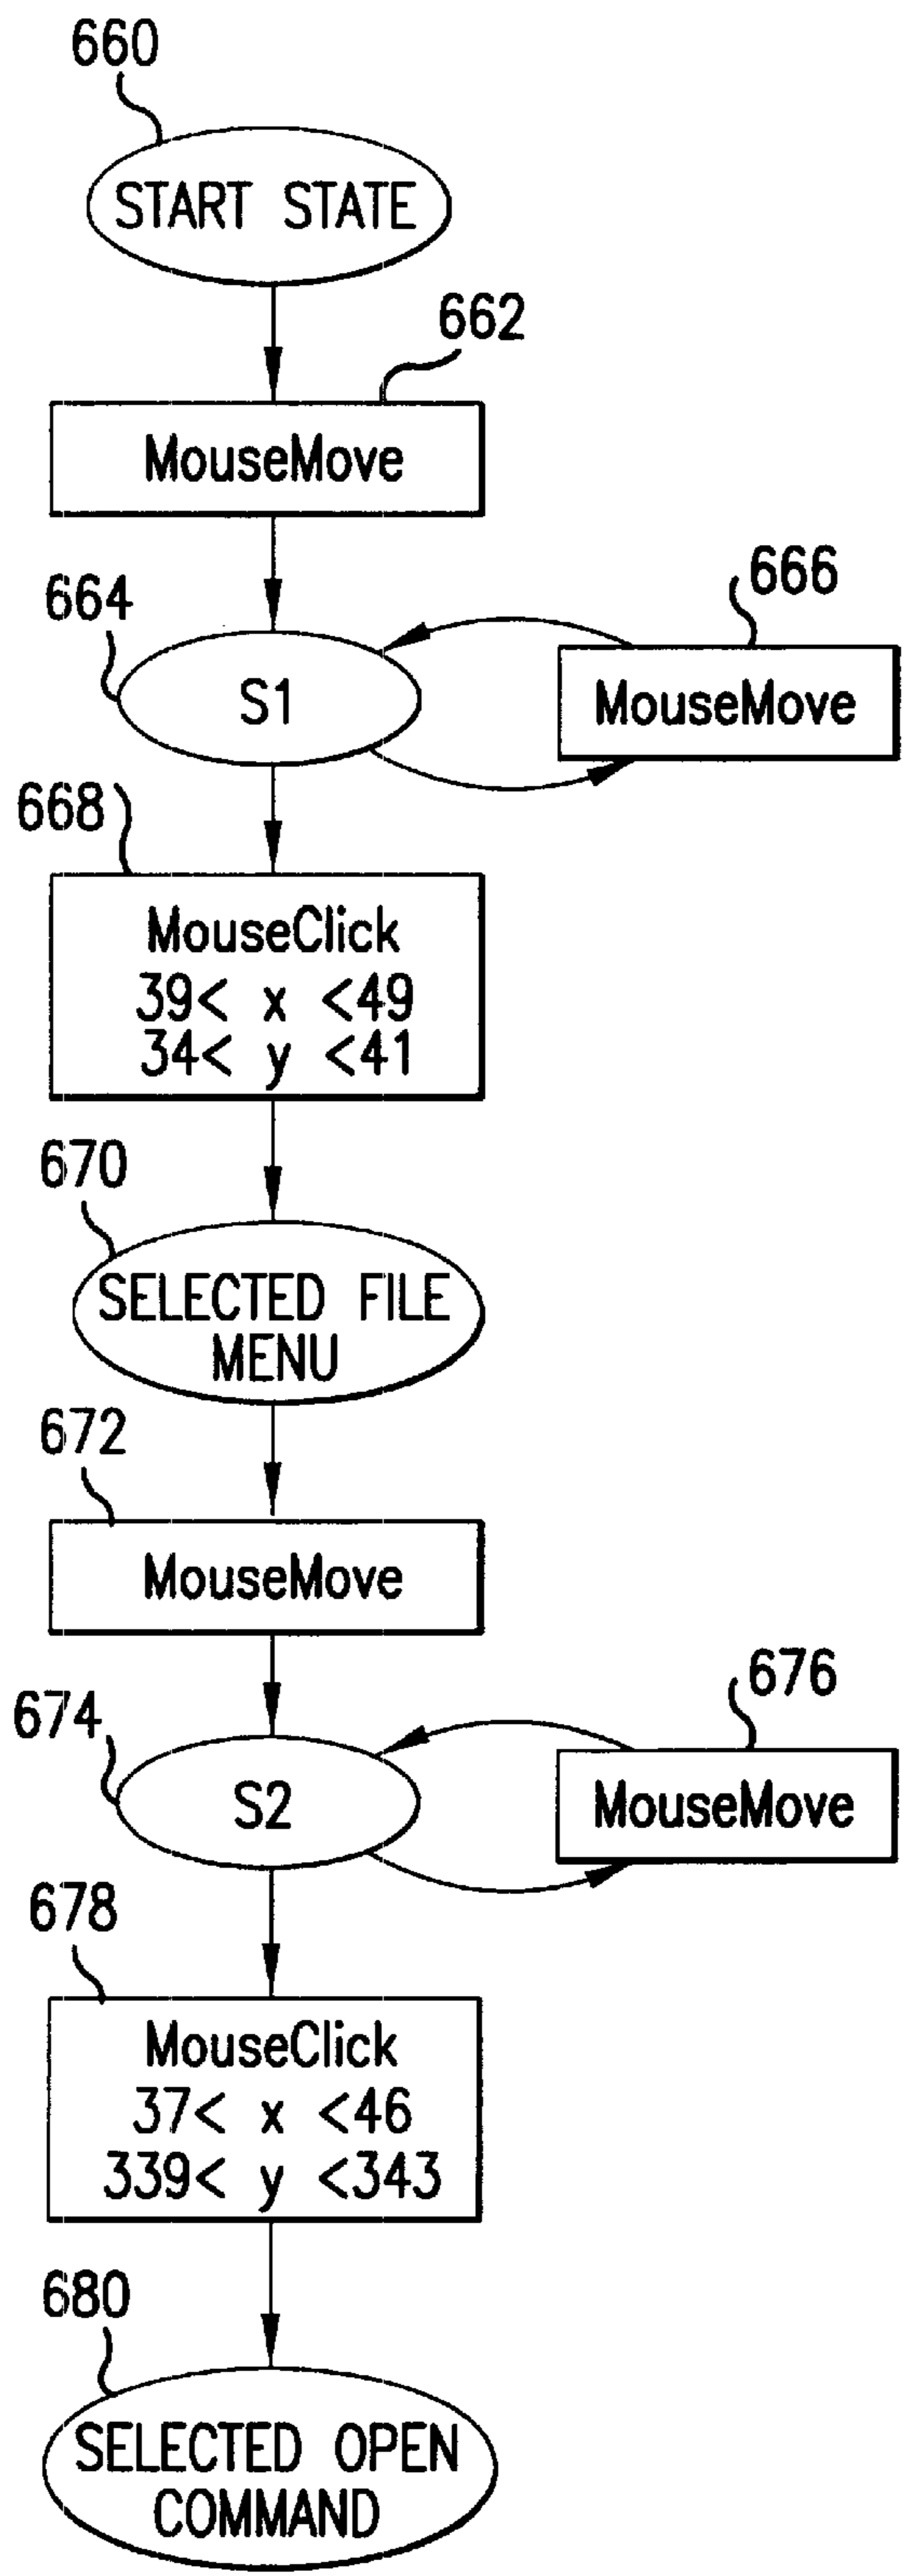 660
START STATE
662
MouseMove
664
S1
666
MouseMove
668
MouseClick
39< x <49
34< y <41
670
SELECTED FILE
MENU
672
MouseMove
674
S2
676
MouseMove
678
MouseClick
37< x <46
339< y <343
680
SELECTED OPEN
COMMAND